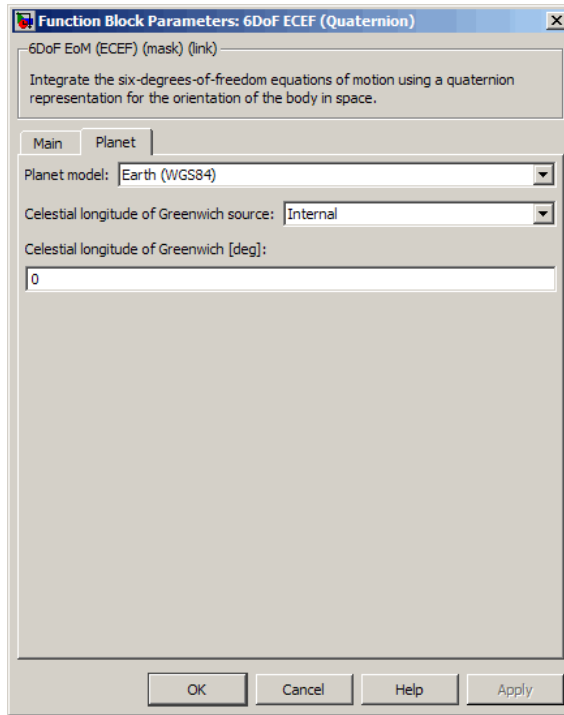 Function Block Parameters: 6DoF ECEF (Quaternion)
6DoF EoM (ECEF) (mask) (link)
Integrate the six-degrees-of-freedom equations of motion using a quaternion
representation for the orientation of the body in space.
Main Planet
Planet model: Earth (WGS84)
Celestial longitude of Greenwich source: Internal
Celestial longitude of Greenwich [deg]:
0
OK Cancel Help Apply